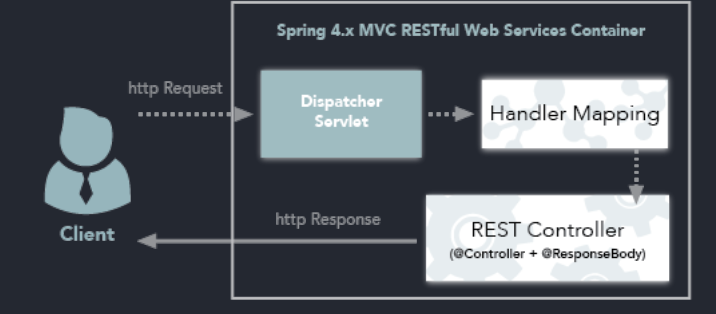 Spring 4.x MVC RESTful Web Services Container
http Request
Dispatcher
Servlet
Handler Mapping
Client
http Response
REST Controller
(@Controller + @ResponseBody)